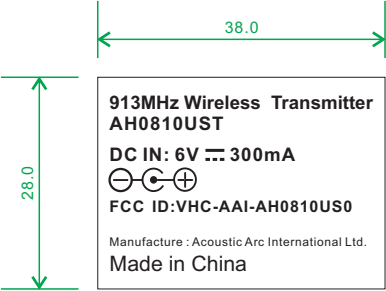 38.0
28.0
913MHz Wireless Transmitter
AH0810UST
DC IN: 6V ⎓ 300mA
FCC ID:VHC-AAI-AH0810US0
Manufacture : Acoustic Arc International Ltd.
Made in China